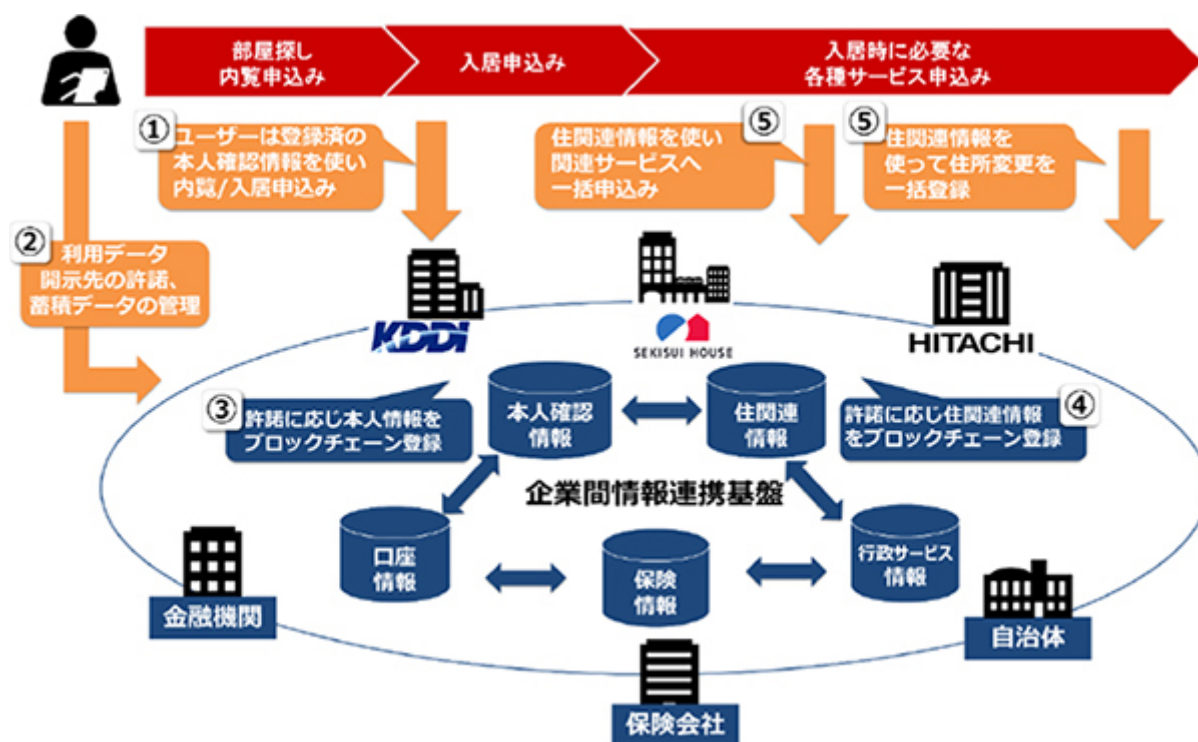 部屋探し
内覧申込み
入居申込み
入居時に必要な
各種サービス申込み
①
ユーザーは登録済の
本人確認情報を使い
内覧/入居申込み
住関連情報を使い
関連サービスへ
一括申込み
⑤
⑤
住関連情報を
使って住所変更を
一括登録
②
利用データ
開示先の許諾、
蓄積データの管理
KDDI
SEKISUI HOUSE
HITACHI
③
許諾に応じ本人情報を
ブロックチェーン登録
本人確認
情報
住関連
情報
④
許諾に応じ住関連情報
をブロックチェーン登録
企業間情報連携基盤
口座
情報
保険
情報
行政サービス
情報
金融機関
自治体
保険会社